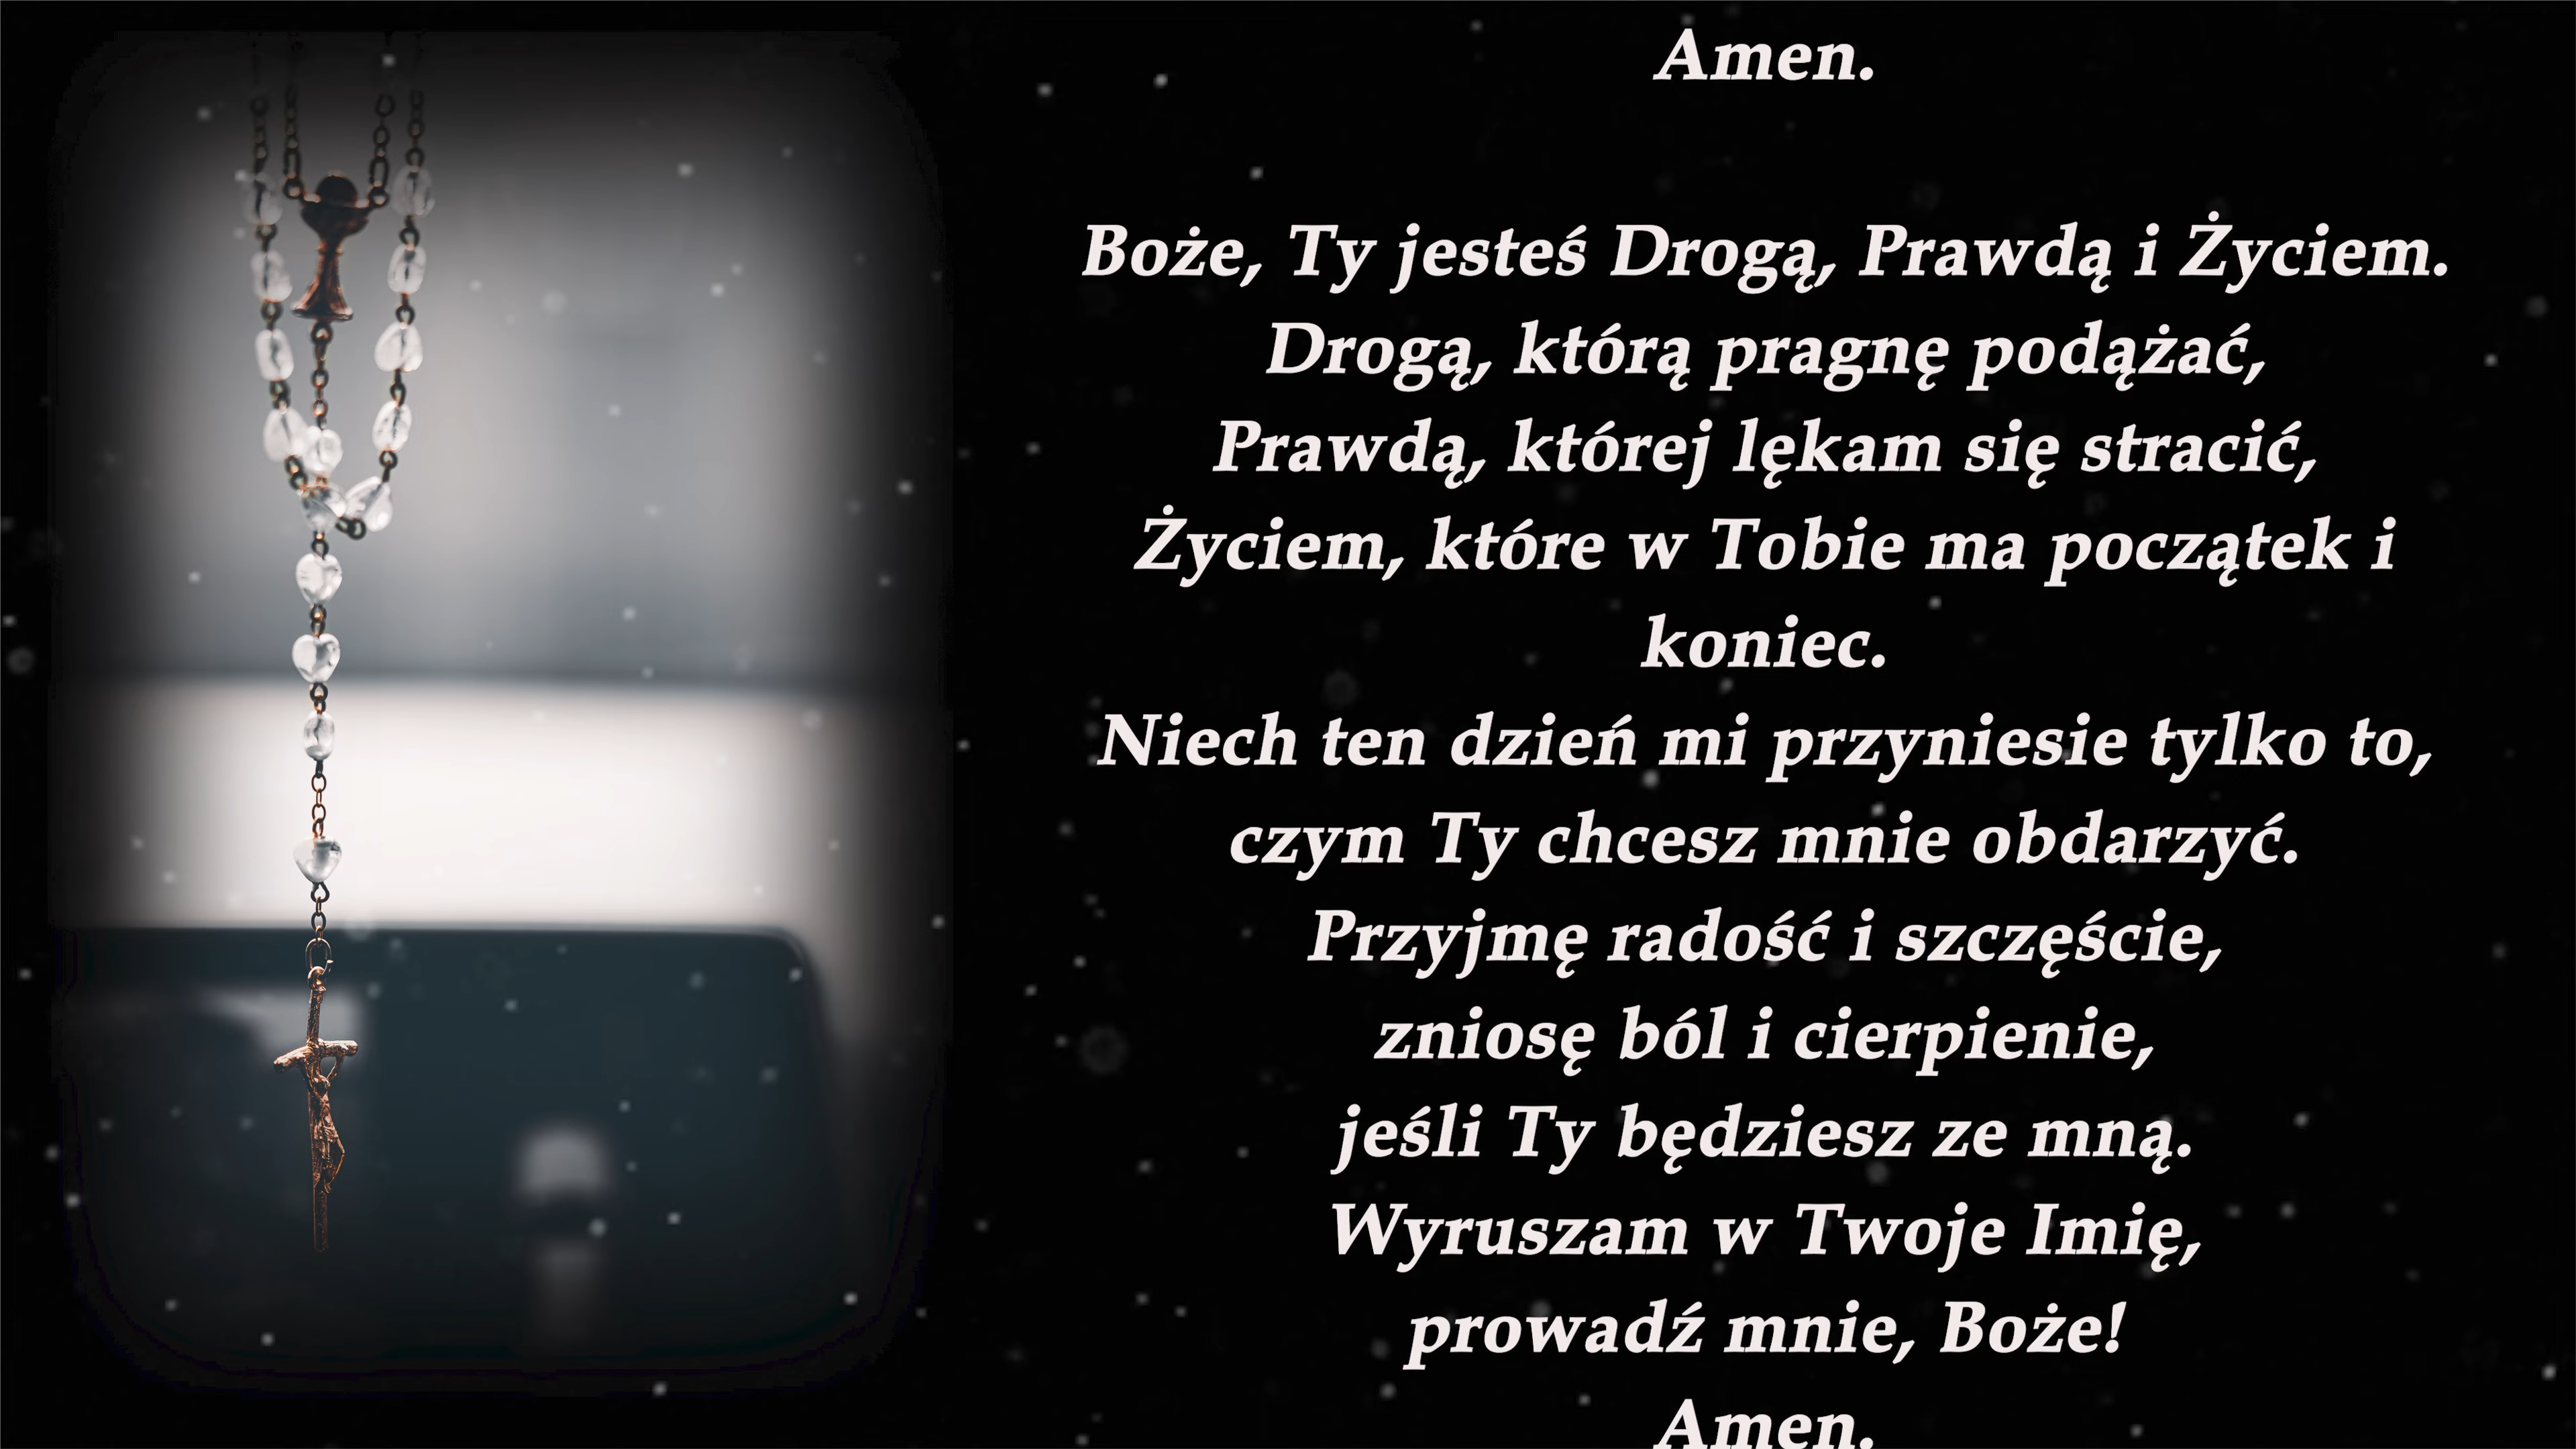 Amen.
Boże, Ty jesteś Drogą, Prawdą i Życiem.
Drogą, którą pragnę podążać,
Prawdą, której lękam się stracić,
Życiem, które w Tobie ma początek i
koniec.
Niech ten dzień mi przyniesie tylko to,
czym Ty chcesz mnie obdarzyć.
Przyjmę radość i szczęście,
zniosę ból i cierpienie,
jeśli Ty będziesz ze mną.
Wyruszam w Twoje Imię,
prowadź mnie, Boże!
Amen.